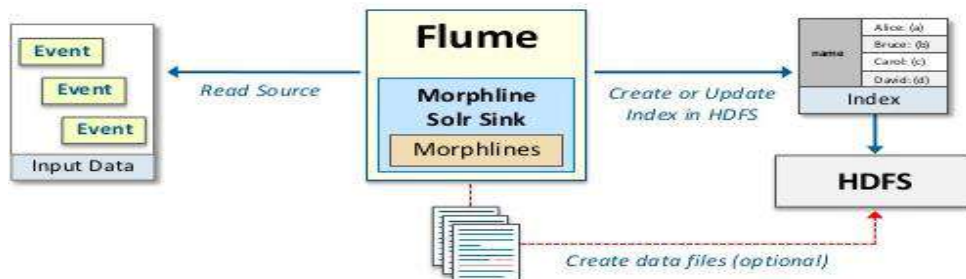 Event
Event
Event
Input Data
Read Source
Flume
Morphline
Solr Sink
Morphlines
Create or Update
Index in HDFS
name
Alice: (a)
Bruce: (b)
Carol: (c)
David: (d)
Index
HDFS
Create data files (optional)